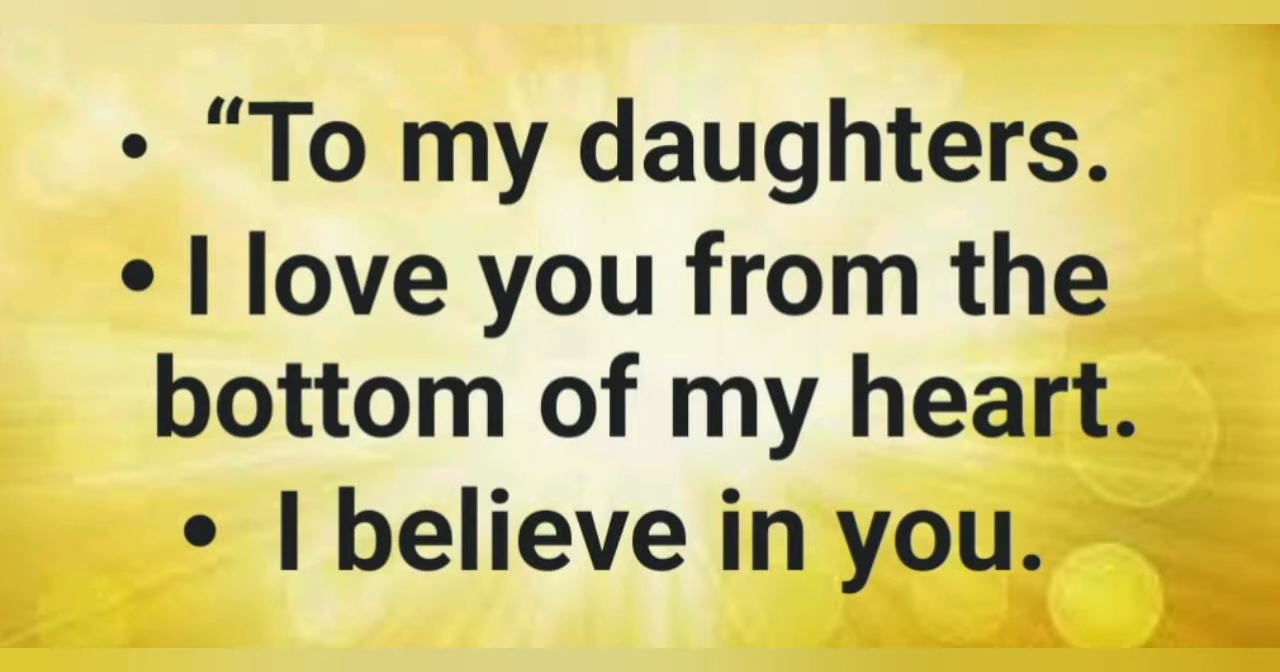 • “To my daughters.
• I love you from the
bottom of my heart.
• I believe in you.